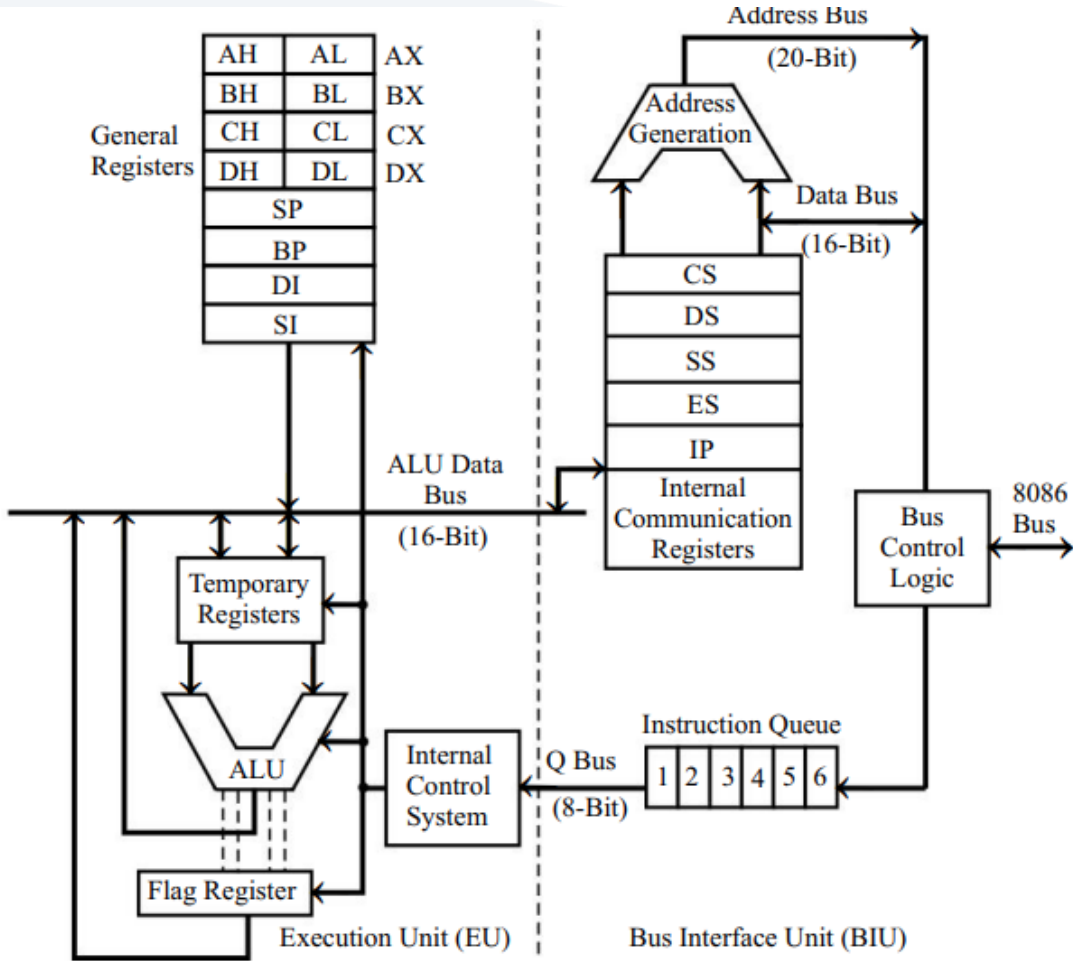 Address Bus
(20-Bit)
AH AL AX
BH BL BX
CH CL CX
DH DL DX
General
Registers
SP
BP
DI
SI
Address
Generation
Data Bus
(16-Bit)
CS
DS
SS
ES
IP
Internal
Communication
Registers
ALU Data
Bus
(16-Bit)
8086
Bus
Bus
Control
Logic
Temporary
Registers
ALU
Internal
Control
System
Q Bus
(8-Bit)
Instruction Queue
1 2 3 4 5 6
Flag Register
Execution Unit (EU)
Bus Interface Unit (BIU)